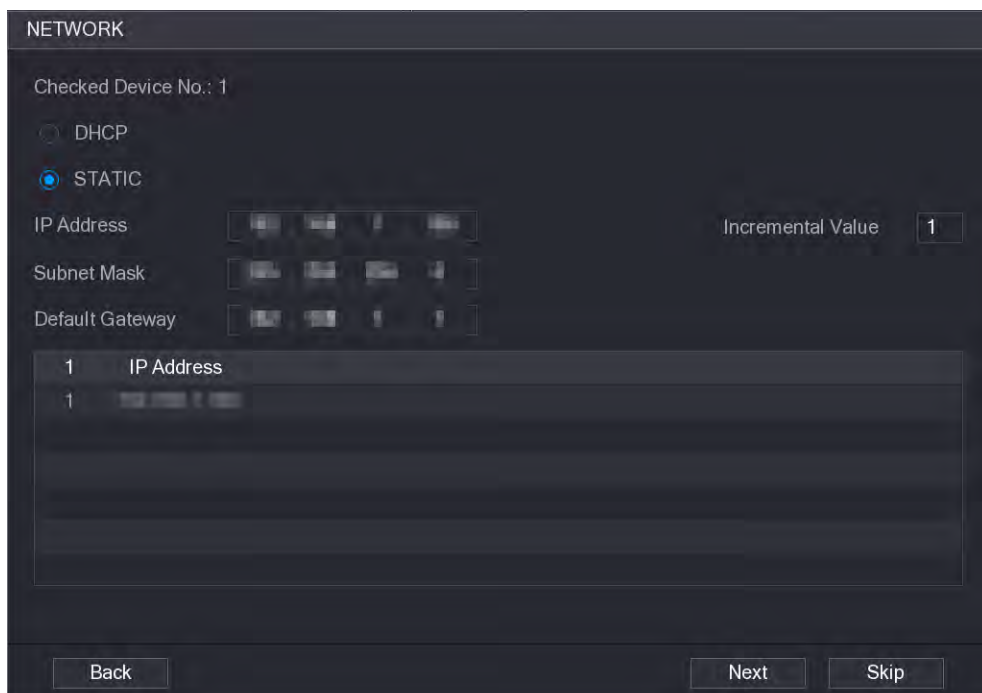 NETWORK
Checked Device No.: 1
DHCP
STATIC
IP Address
Incremental Value 1
Subnet Mask
Default Gateway
1 IP Address
1
Back Next Skip